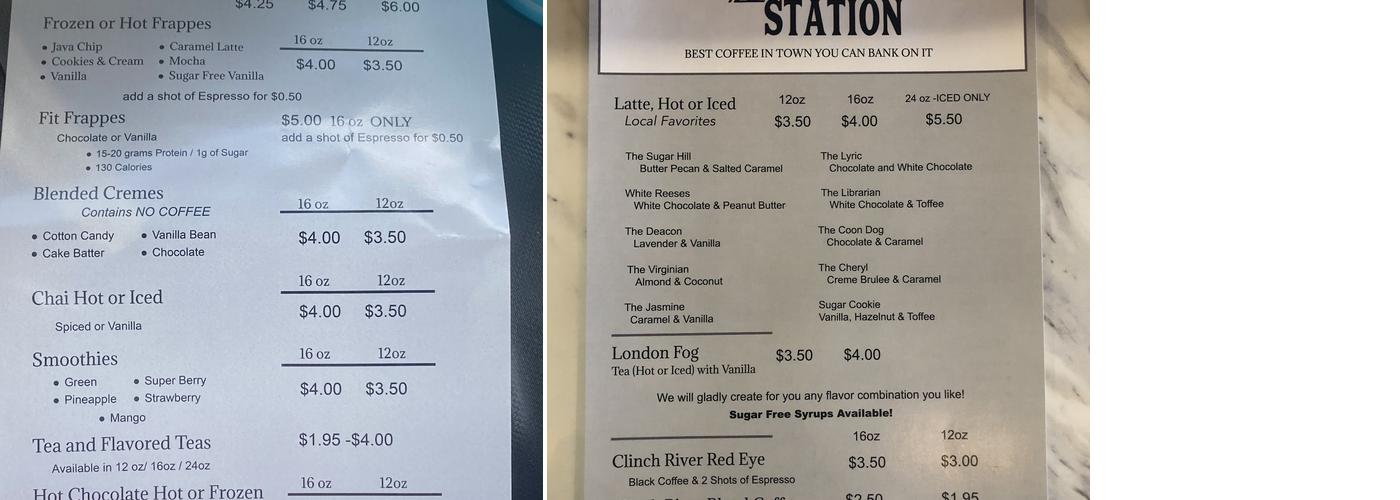 $4.25 $4.75 $6.00
Frozen or Hot Frappes
16 oz 12oz
• Java Chip • Caramel Latte
• Cookies & Cream • Mocha $4.00 $3.50
• Vanilla • Sugar Free Vanilla
add a shot of Espresso for $0.50
Fit Frappes $5.00 16 oz ONLY
Chocolate or Vanilla add a shot of Espresso for $0.50
• 15-20 grams Protein / 1g of Sugar
• 130 Calories
Blended Cremes
Contains NO COFFEE 16 oz 12oz
• Cotton Candy • Vanilla Bean $4.00 $3.50
• Cake Batter • Chocolate
16 oz 12oz
Chai Hot or Iced
$4.00 $3.50
Spiced or Vanilla
Smoothies 16 oz 12oz
• Green • Super Berry $4.00 $3.50
• Pineapple • Strawberry
• Mango
Tea and Flavored Teas $1.95 -$4.00
Available in 12 oz/ 16oz / 24oz
Hot Chocolate Hot or Frozen 16 oz 12oz
STATION
BEST COFFEE IN TOWN YOU CAN BANK ON IT
Latte, Hot or Iced 12oz 16oz 24 oz -ICED ONLY
Local Favorites $3.50 $4.00 $5.50
The Sugar Hill The Lyric
Butter Pecan & Salted Caramel Chocolate and White Chocolate
White Reeses The Librarian
White Chocolate & Peanut Butter White Chocolate & Toffee
The Deacon The Coon Dog
Lavender & Vanilla Chocolate & Caramel
The Virginian The Cheryl
Almond & Coconut Creme Brulee & Caramel
The Jasmine Sugar Cookie
Caramel & Vanilla Vanilla, Hazelnut & Toffee
London Fog $3.50 $4.00
Tea (Hot or Iced) with Vanilla
We will gladly create for you any flavor combination you like!
Sugar Free Syrups Available!
16oz 12oz
Clinch River Red Eye $3.50 $3.00
Black Coffee & 2 Shots of Espresso
$2.50 $1.95